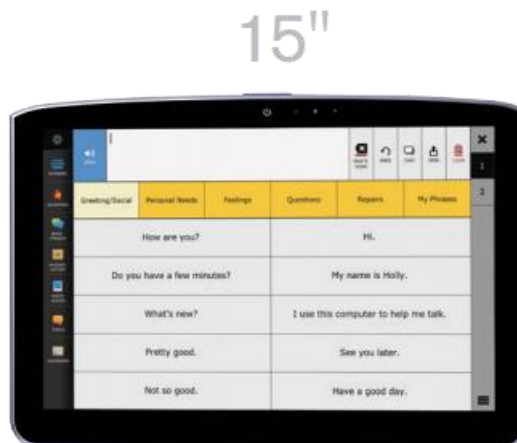 15"
Greeting/Social Personal Needs Feelings Questions Repairs My Phrases
How are you? Hi.
Do you have a few minutes? My name is Holly.
What's new? I use this computer to help me talk.
Pretty good. See you later.
Not so good. Have a good day.
1
2